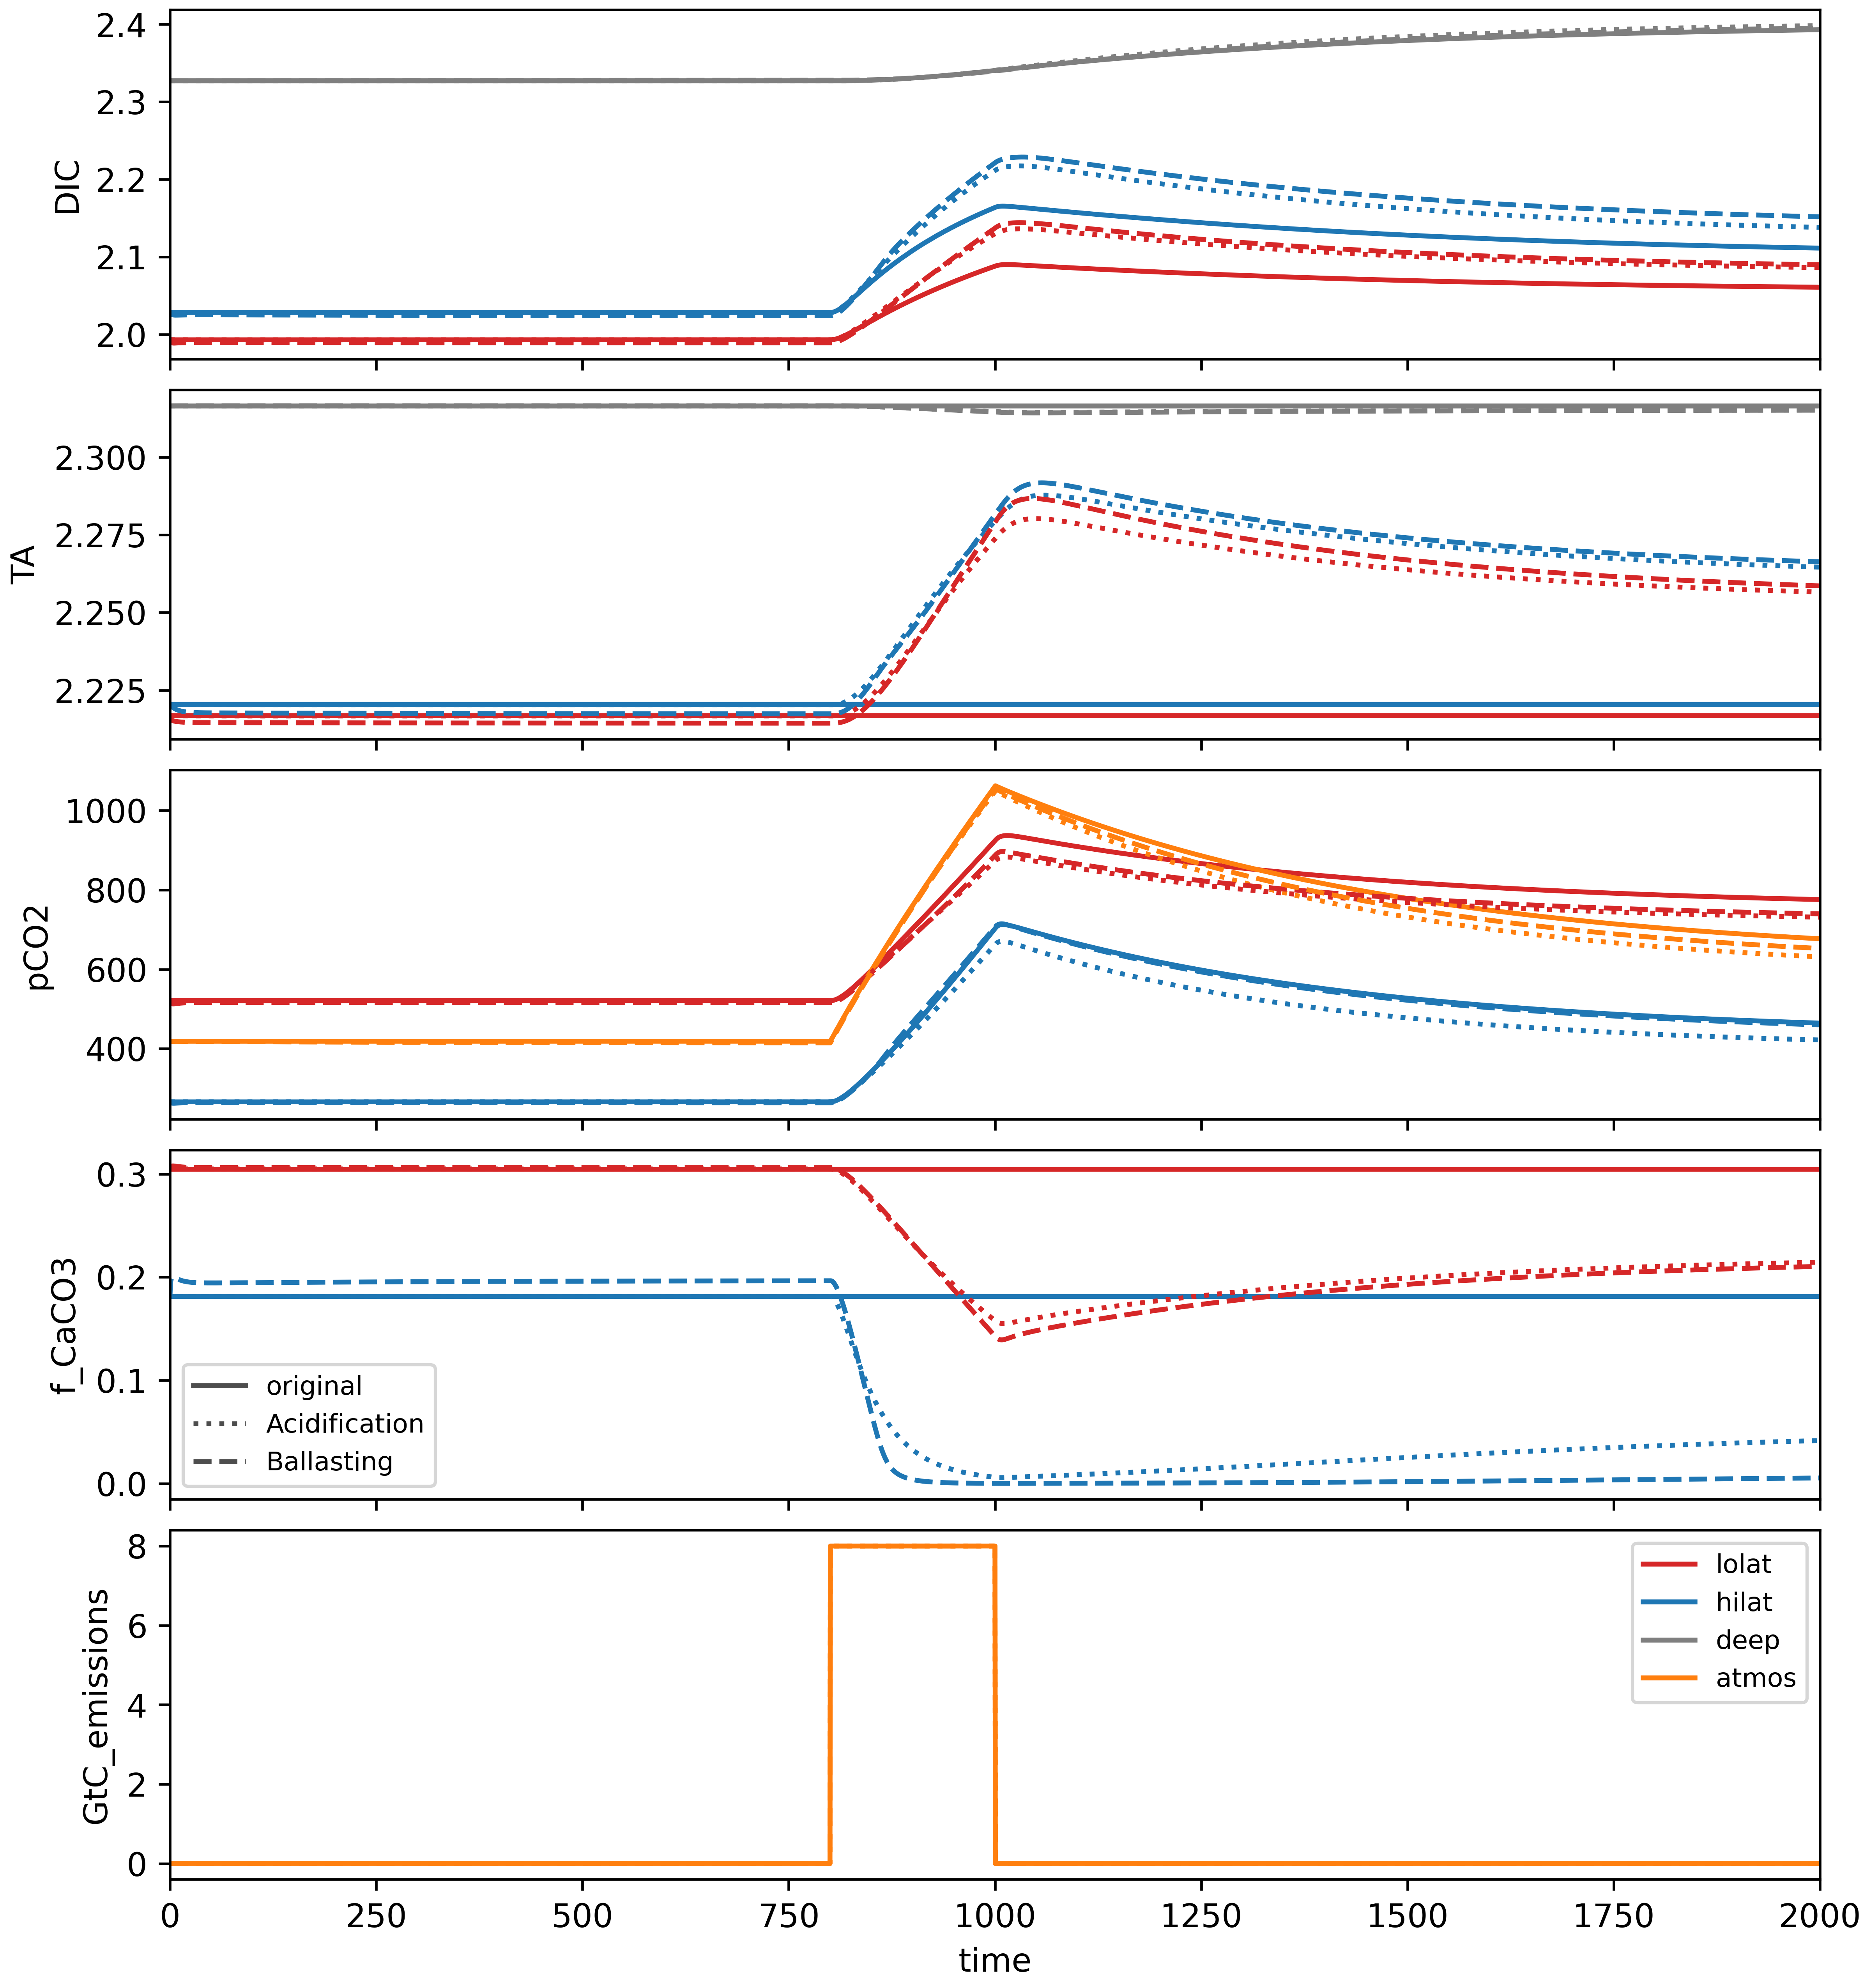 2.4
2.3
2.2
2.1
2.0
DIC
2.300
2.275
2.250
2.225
TA
1000
800
600
400
pCO2
0.3
0.2
0.1
0.0
f_CaCO3
original
Acidification
Ballasting
8
6
4
2
0
GtC_emissions
lolat
hilat
deep
atmos
0 250 500 750 1000 1250 1500 1750 2000
time